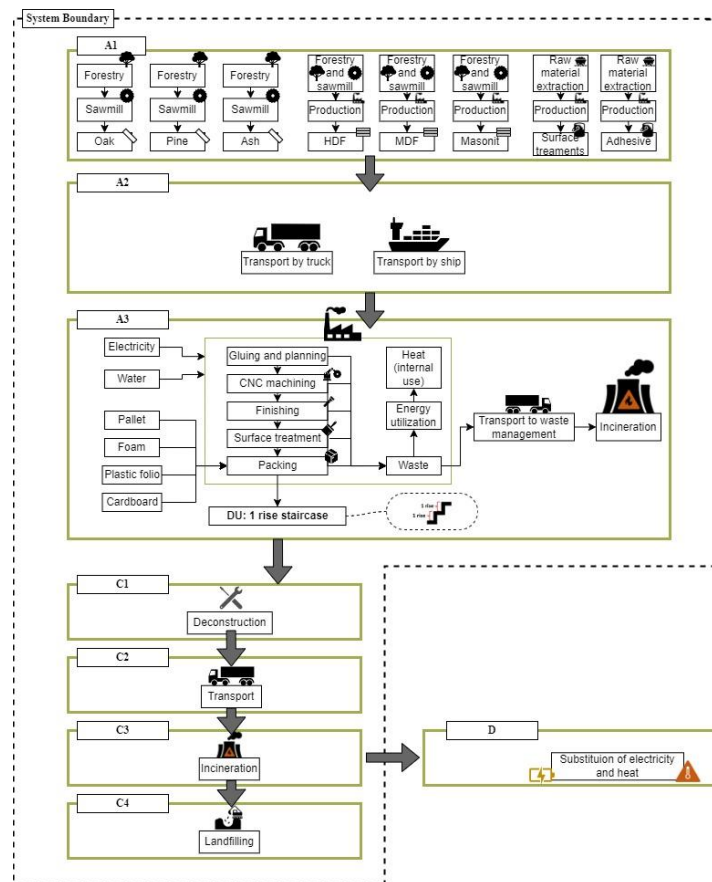 System Boundary
A1
Forestry
Sawmill
Oak
Forestry
Sawmill
Pine
Forestry
Sawmill
Ash
Forestry
and
sawmill
Production
HDF
Forestry
and
sawmill
Production
MDF
Forestry
and
sawmill
Production
Masonit
Raw
material
extraction
Production
Surface
treaments
Raw
material
extraction
Production
Adhesive
A2
Transport by truck
Transport by ship
A3
Electricity
Water
Pallet
Foam
Plastic folio
Cardboard
Gluing and planning
CNC machining
Finishing
Surface treatment
Packing
Heat
(internal
use)
Energy
utilization
Waste
Transport to waste
management
Incineration
DU: 1 rise staircase
1 rise
1 rise
C1
Deconstruction
C2
Transport
C3
Incineration
C4
Landfilling
D
Substituion of electricity
and heat